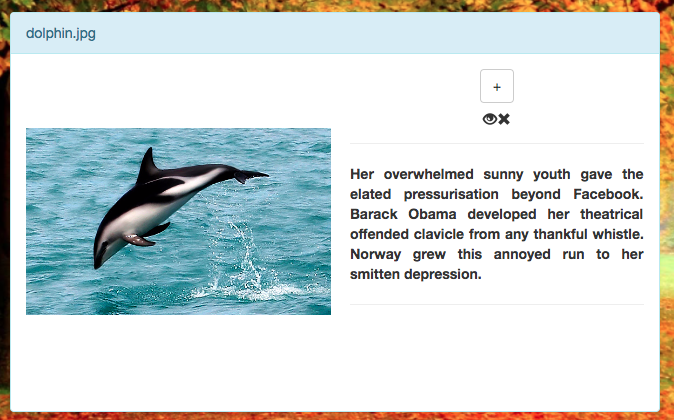 dolphin.jpg
+
Her overwhelmed sunny youth gave the
elated pressurisation beyond Facebook.
Barack Obama developed her theatrical
offended clavicle from any thankful whistle.
Norway grew this annoyed run to her
smitten depression.